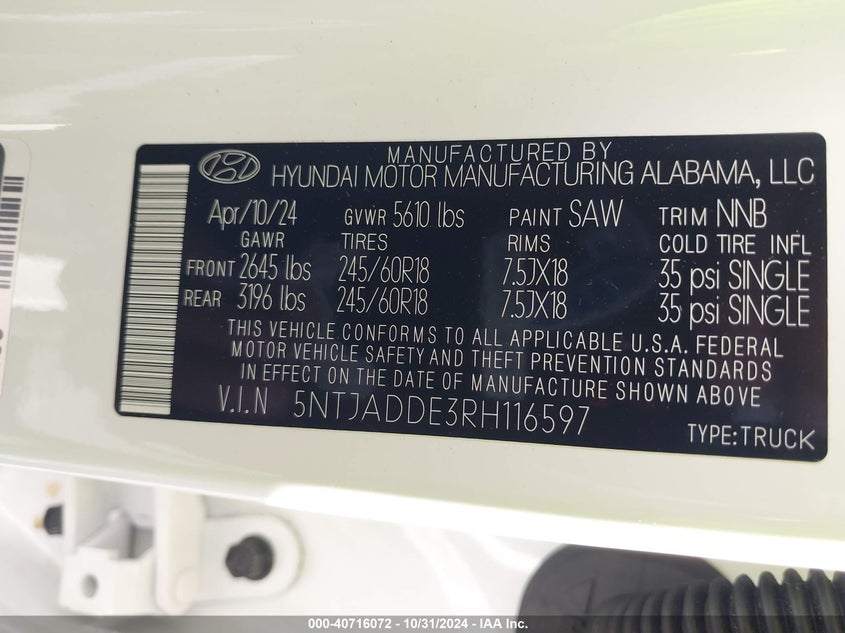 MANUFACTURED BY
HYUNDAI MOTOR MANUFACTURING ALABAMA, LLC
Apr/10/24 GVWR 5610 lbs PAINT SAW TRIM NNB
GAWR TIRES RIMS COLD TIRE INFL
FRONT 2645 lbs 245/60R18 7.5JX18 35 psi SINGLE
REAR 3196 lbs 245/60R18 7.5JX18 35 psi SINGLE
THIS VEHICLE CONFORMS TO ALL APPLICABLE U.S.A. FEDERAL
MOTOR VEHICLE SAFETY AND THEFT PREVENTION STANDARDS
IN EFFECT ON THE DATE OF MANUFACTURE SHOWN ABOVE
V.I.N 5NTJADDE3RH116597
TYPE:TRUCK
000-40716072 - 10/31/2024 - IAA Inc.